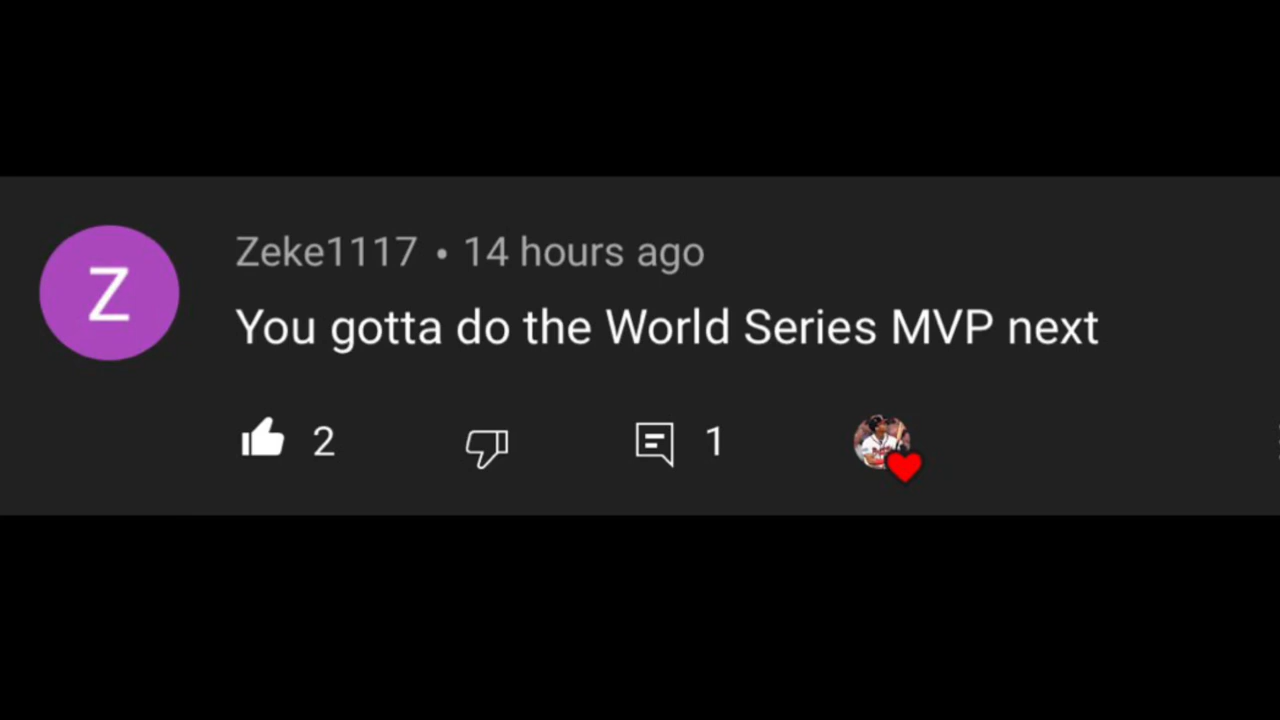 Z
Zeke1117 • 14 hours ago
You gotta do the World Series MVP next
2
1